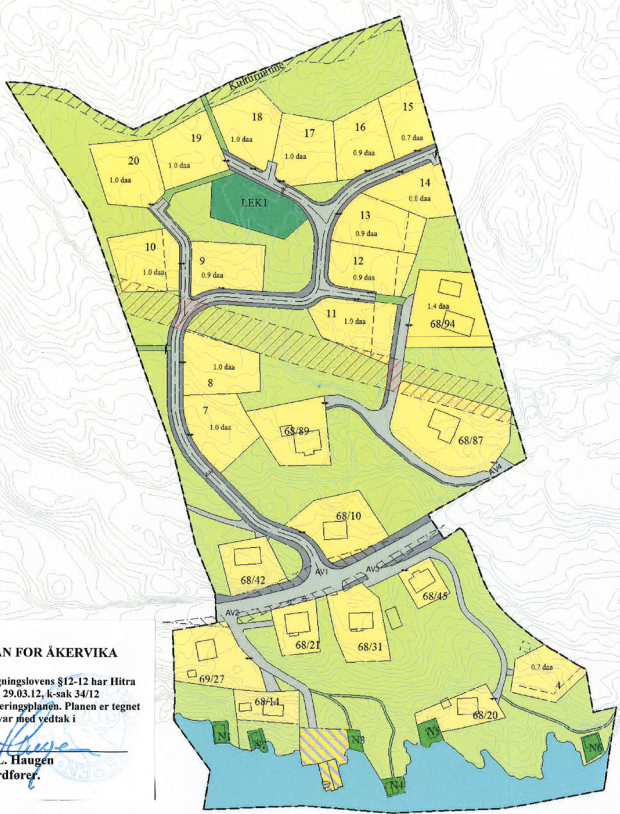 Kulturminne
15
0.7 daa
18
1.0 daa
17
1.0 daa
16
0.9 daa
19
1.0 daa
20
1.0 daa
14
0.8 daa
LEK1
13
0.9 daa
10
1.0 daa
9
0.9 daa
12
0.9 daa
1.4 daa
68/94
11
1.0 daa
1.0 daa
8
7
1.0 daa
68/89
68/87
AV4
68/10
AV1
AV3
68/42
AV2
68/45
68/21
68/31
69/27
0.7 daa
4
68/14
68/20
N1
N2
N3
N5
N6
N4
AN FOR ÅKERVIKA
gningslovens §12-12 har Hitra
29.03.12, k-sak 34/12
eringsplanen. Planen er tegnet
var med vedtak i
L. Haugen
rdfører.